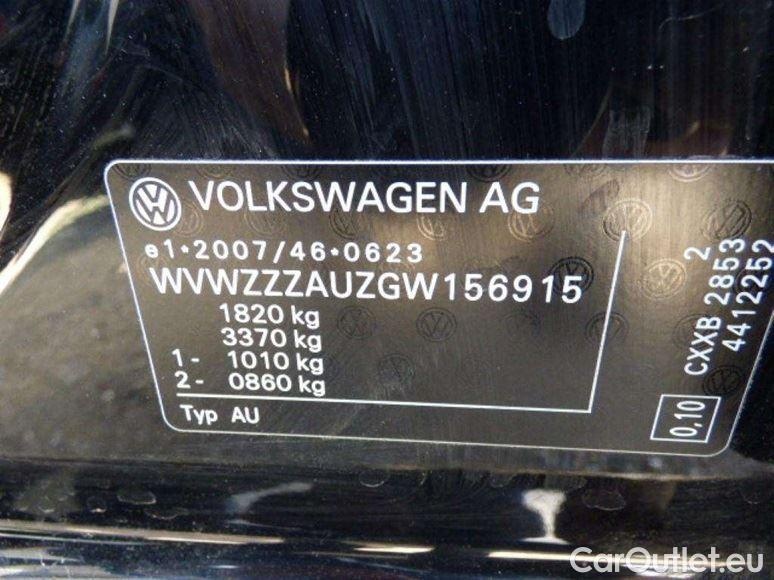 VOLKSWAGEN AG
e1*2007/46*0623
WVWZZZAUZGW156915
1820 kg
3370 kg
1- 1010 kg
2- 0860 kg
Typ AU
2
CXXB 2853
4412252
0,10
CarOutlet.eu